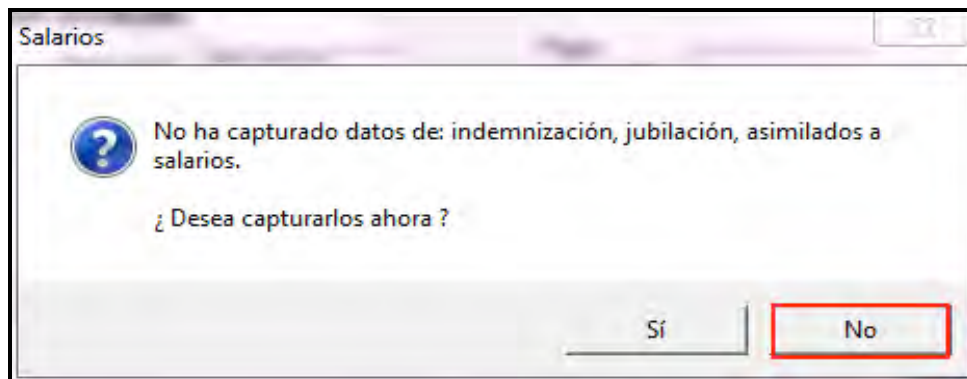 Salarios
No ha capturado datos de: indemnización, jubilación, asimilados a
salarios.
¿ Desea capturarlos ahora ?
Sí
No